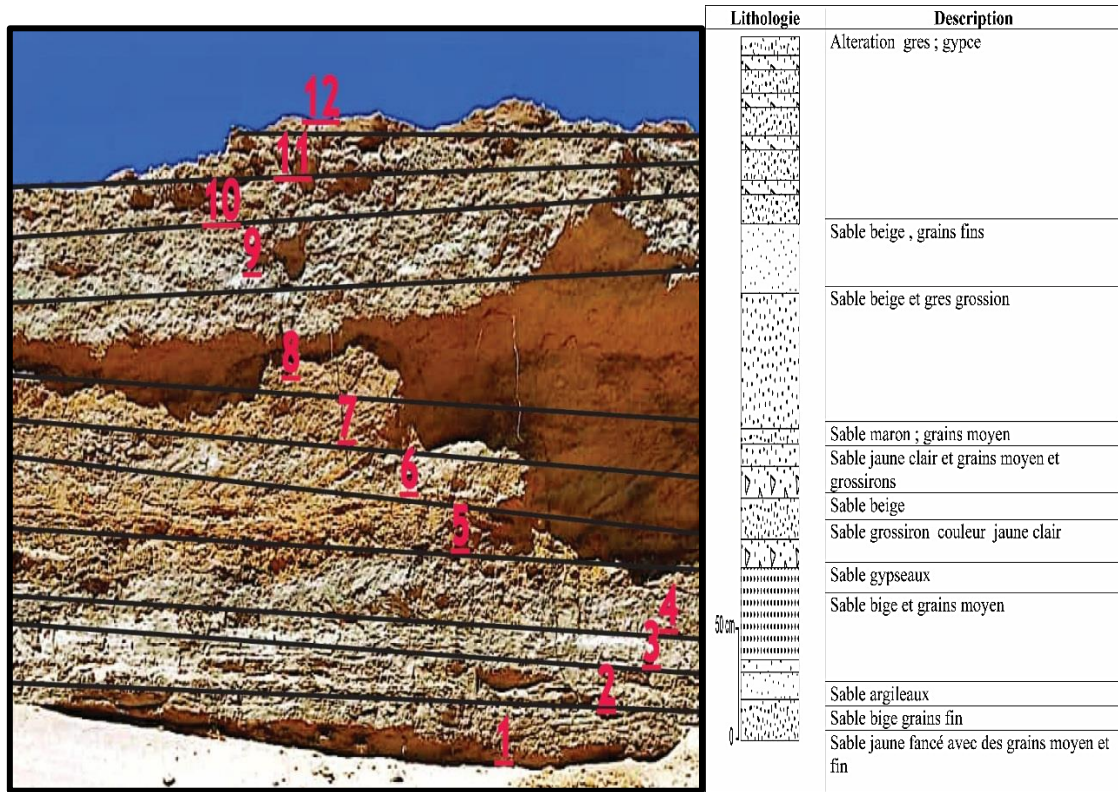 12
11
10
9
8
7
6
5
4
3
2
1
Lithologie
Description
Alteration gres ; gypce
Sable beige , grains fins
Sable beige et gres grossion
Sable maron ; grains moyen
Sable jaune clair et grains moyen et
grossirons
Sable beige
Sable grossiron couleur jaune clair
Sable gypseaux
Sable bige et grains moyen
Sable argileaux
Sable bige grains fin
Sable jaune fancé avec des grains moyen et
fin
50 cm
0